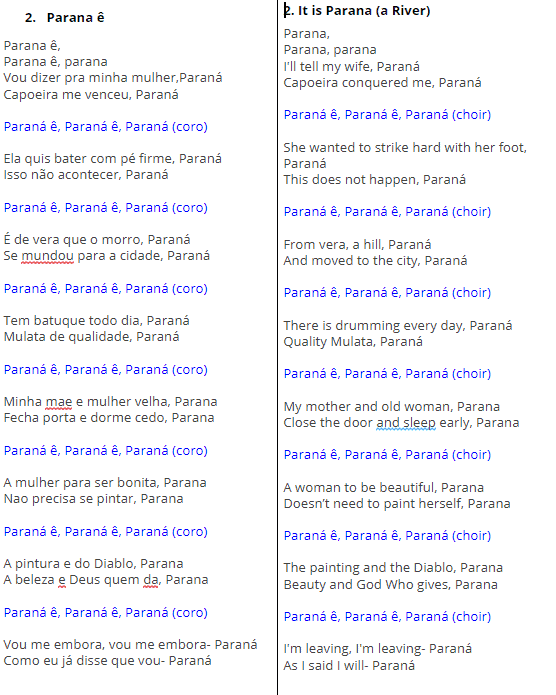 2. Parana ê
Parana ê,
Parana ê, parana
Vou dizer pra minha mulher,Paraná
Capoeira me venceu, Paraná
Paraná ê, Paraná ê, Paraná (coro)
Ela quis bater com pé firme, Paraná
Isso não acontecer, Paraná
Paraná ê, Paraná ê, Paraná (coro)
É de vera que o morro, Paraná
Se mundou para a cidade, Paraná
Paraná ê, Paraná ê, Paraná (coro)
Tem batuque todo dia, Paraná
Mulata de qualidade, Paraná
Paraná ê, Paraná ê, Paraná (coro)
Minha mae e mulher velha, Parana
Fecha porta e dorme cedo, Parana
Paraná ê, Paraná ê, Paraná (coro)
A mulher para ser bonita, Parana
Nao precisa se pintar, Parana
Paraná ê, Paraná ê, Paraná (coro)
A pintura e do Diablo, Parana
A beleza e Deus quem da, Parana
Paraná ê, Paraná ê, Paraná (coro)
Vou me embora, vou me embora- Paraná
Como eu já disse que vou- Paraná
2. It is Parana (a River)
Parana,
Parana, parana
I'll tell my wife, Paraná
Capoeira conquered me, Paraná
Paraná ê, Paraná ê, Paraná (choir)
She wanted to strike hard with her foot,
Paraná
This does not happen, Paraná
Paraná ê, Paraná ê, Paraná (choir)
From vera, a hill, Paraná
And moved to the city, Paraná
Paraná ê, Paraná ê, Paraná (choir)
There is drumming every day, Paraná
Quality Mulata, Paraná
Paraná ê, Paraná ê, Paraná (choir)
My mother and old woman, Parana
Close the door and sleep early, Parana
Paraná ê, Paraná ê, Paraná (choir)
A woman to be beautiful, Parana
Doesn't need to paint herself, Parana
Paraná ê, Paraná ê, Paraná (choir)
The painting and the Diablo, Parana
Beauty and God Who gives, Parana
Paraná ê, Paraná ê, Paraná (choir)
I'm leaving, I'm leaving- Paraná
As I said I will- Paraná